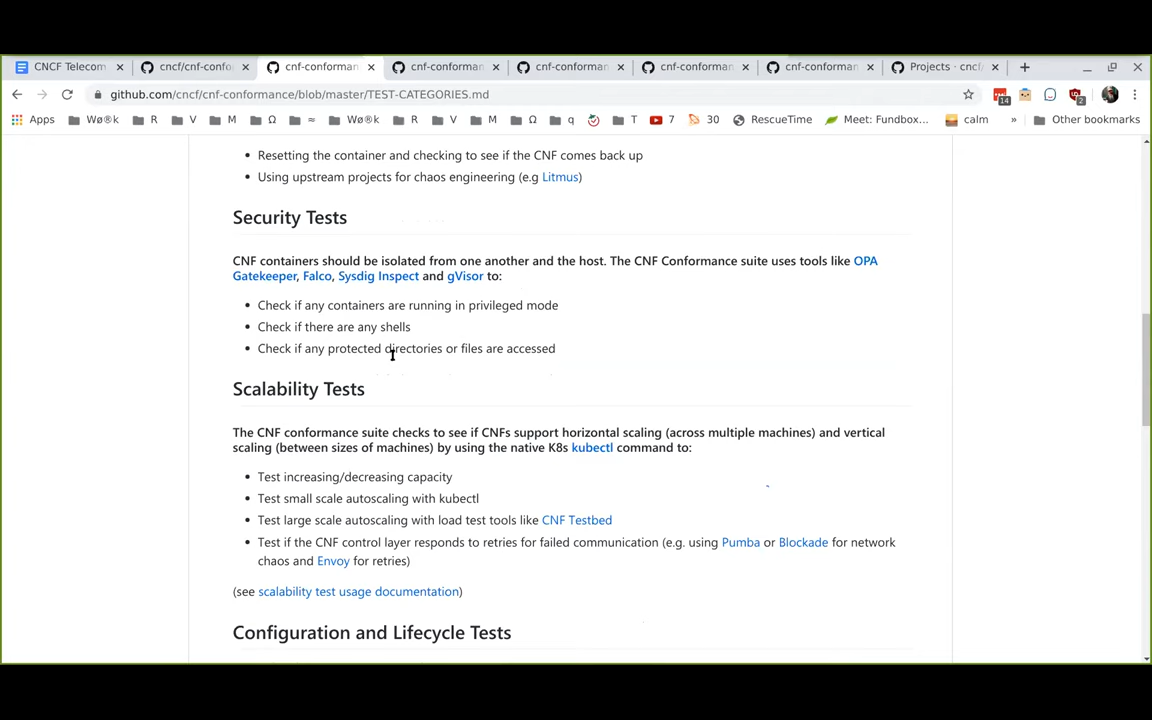 CNCF Telecom
cncf/cnf-confo
cnf-conforman
cnf-conforman
cnf-conforman
cnf-conforman
cnf-conforman
Projects · cncf/
github.com/cncf/cnf-conformance/blob/master/TEST-CATEGORIES.md
14
2
Apps
Wø®k
R
V
M
Ω
≈
Wø®k
R
V
M
Ω
q
T
7
30
RescueTime
Meet: Fundbox...
calm
»
Other bookmarks
• Resetting the container and checking to see if the CNF comes back up
• Using upstream projects for chaos engineering (e.g Litmus)
Security Tests
CNF containers should be isolated from one another and the host. The CNF Conformance suite uses tools like OPA
Gatekeeper, Falco, Sysdig Inspect and gVisor to:
• Check if any containers are running in privileged mode
• Check if there are any shells
• Check if any protected directories or files are accessed
Scalability Tests
The CNF conformance suite checks to see if CNFs support horizontal scaling (across multiple machines) and vertical
scaling (between sizes of machines) by using the native K8s kubectl command to:
• Test increasing/decreasing capacity
• Test small scale autoscaling with kubectl
• Test large scale autoscaling with load test tools like CNF Testbed
• Test if the CNF control layer responds to retries for failed communication (e.g. using Pumba or Blockade for network
chaos and Envoy for retries)
(see scalability test usage documentation)
Configuration and Lifecycle Tests